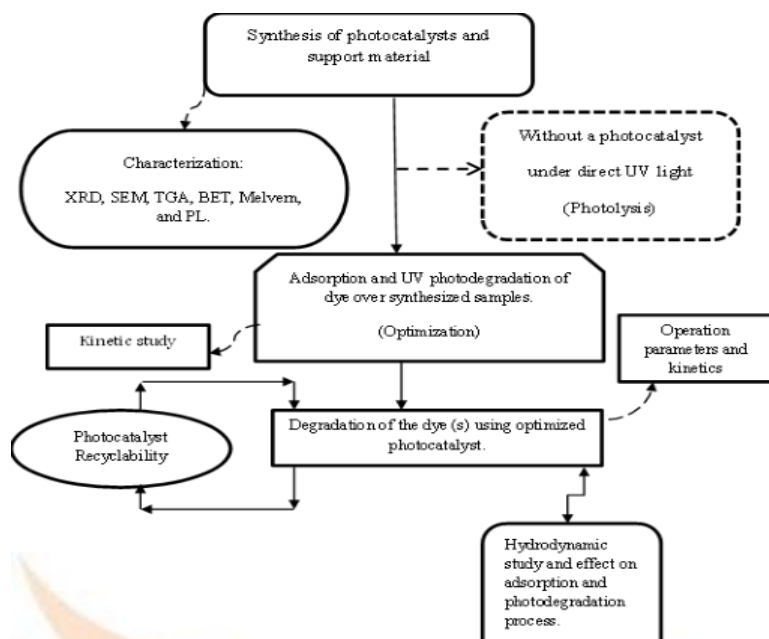 Synthesis of photocatalysts and
support material
Without a photocatalyst
under direct UV light
(Photolysis)
Characterization:
XRD, SEM, TGA, BET, Melvern,
and PL.
Adsorption and UV photodegradation of
dye over synthesized samples.
(Optimization)
Kinetic study
Operation
parameters and
kinetics
Degradation of the dye (s) using optimized
photocatalyst.
Photocatalyst
Recyclability
Hydrodynamic
study and effect on
adsorption and
photodegradation
process.